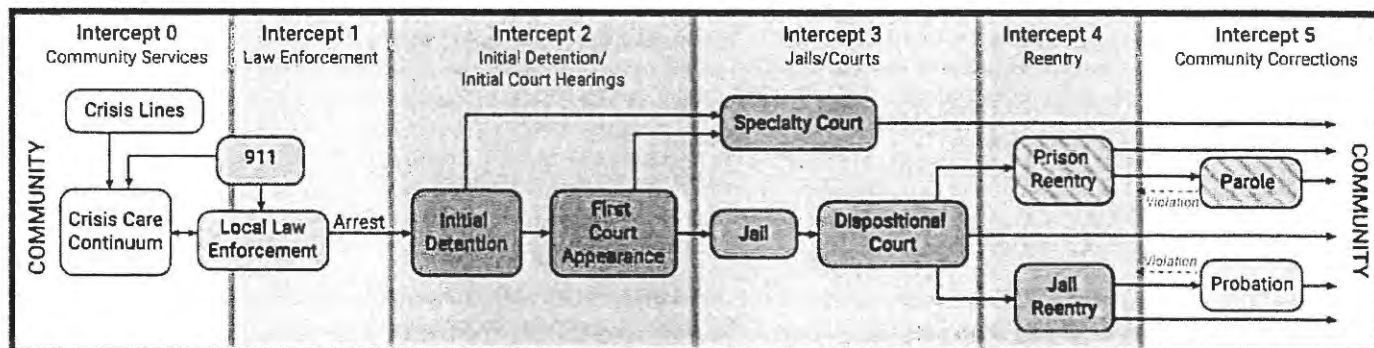 Intercept 0
Community Services
Intercept 1
Law Enforcement
Intercept 2
Initial Detention/
Initial Court Hearings
Intercept 3
Jails/Courts
Intercept 4
Reentry
Intercept 5
Community Corrections
COMMUNITY
Crisis Lines
911
Crisis Care
Continuum
Local Law
Enforcement
Arrest
Initial
Detention
First
Court
Appearance
Specialty Court
Jail
Dispositional
Court
Prison
Reentry
Violation
Parole
Jail
Reentry
Violation
Probation
COMMUNITY